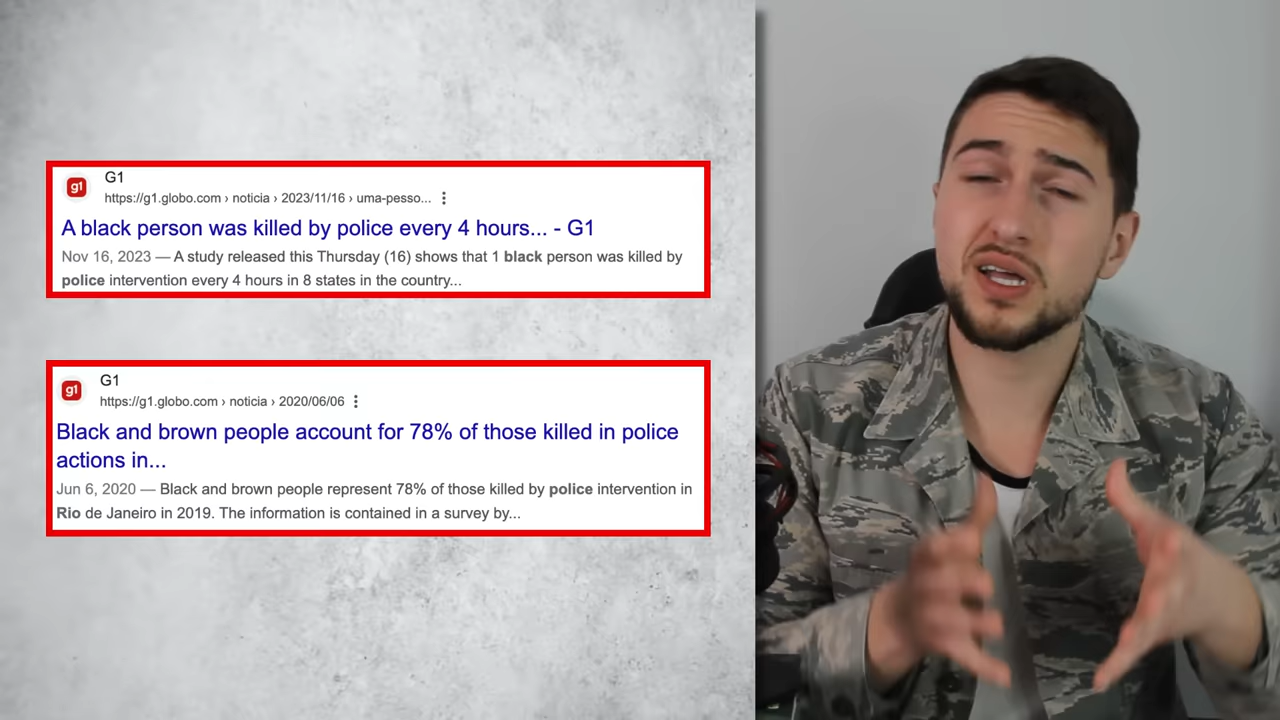 g1
G1
https://g1.globo.com › noticia › 2023/11/16 › uma-pesso...
A black person was killed by police every 4 hours... - G1
Nov 16, 2023 — A study released this Thursday (16) shows that 1 black person was killed by
police intervention every 4 hours in 8 states in the country...
g1
G1
https://g1.globo.com › noticia › 2020/06/06
Black and brown people account for 78% of those killed in police
actions in...
Jun 6, 2020 — Black and brown people represent 78% of those killed by police intervention in
Rio de Janeiro in 2019. The information is contained in a survey by...